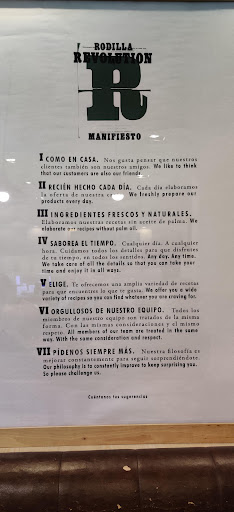 RODILLA
REVOLUTION
R
MANIFIESTO
I COMO EN CASA. Nos gusta pensar que nuestros
clientes también son nuestros amigos. We like to think
that our customers are also our friends.
II RECIÉN HECHO CADA DÍA. Cada día elaboramos
la oferta de nuestra We freshly prepare our
products every day.
III INGREDIENTES FRESCOS Y NATURALES.
Elaboramos nuestras recetas sin aceite de palma. We
elaborate our recipes without palm oil.
IV SABOREA EL TIEMPO. Cualquier día. A cualquier
hora. Cuidamos todos los detalles para que disfrutes
de tu tiempo, en todos los sentidos. Any day. Any time.
We take care of all the details so that you can take your
time and enjoy it in all ways.
V ELIGE. Te ofrecemos una amplia variedad de recetas
para que encuentres lo que te gusta. We offer you a wide
variety of recipes so you can find whatever you are craving for.
VI ORGULLOSOS DE NUESTRO EQUIPO. Todos los
miembros de nuestro equipo son tratados de la misma
forma. Con las mismas consideraciones y el mismo
respeto. All members of our team are treated in the same
way. With the same consideration and respect.
VII PÍDENOS SIEMPRE MÁS. Nuestra filosofía es
mejorar constantemente para seguir sorprendiéndote.
Our philosophy is to constantly improve to keep surprising you.
So please challenge us.
Cuéntanos tus sugerencias